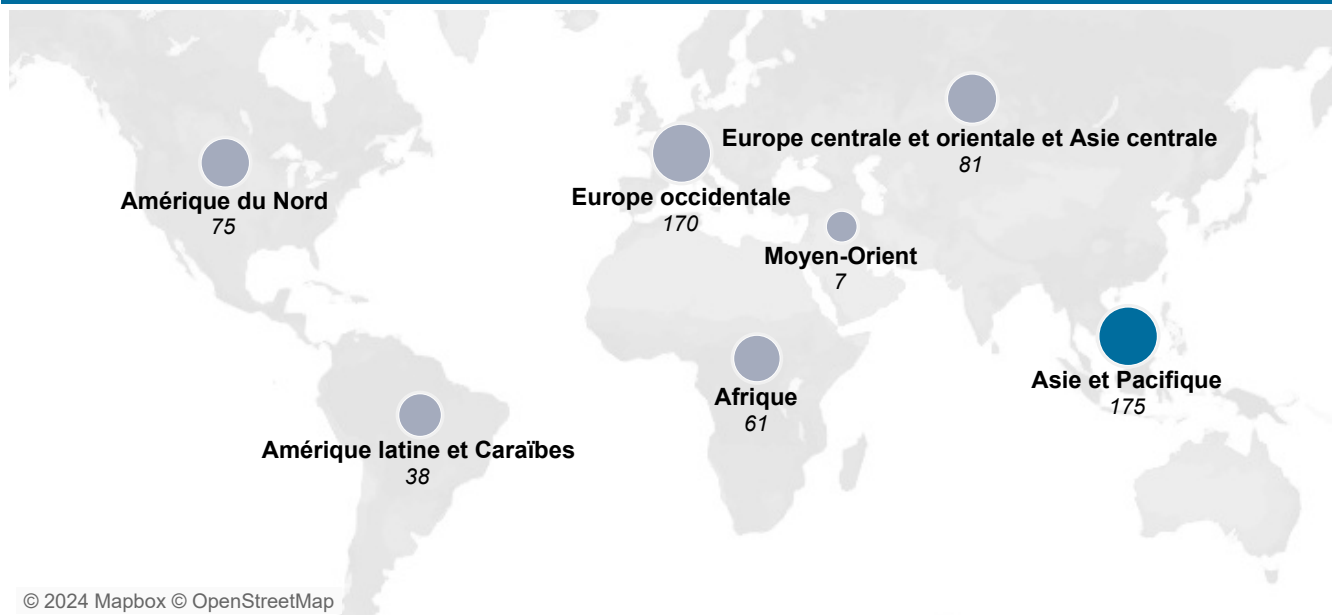 Europe centrale et orientale et Asie centrale
81
Amérique du Nord
75
Europe occidentale
170
Moyen-Orient
7
Asie et Pacifique
175
Afrique
61
Amérique latine et Caraïbes
38
© 2024 Mapbox © OpenStreetMap